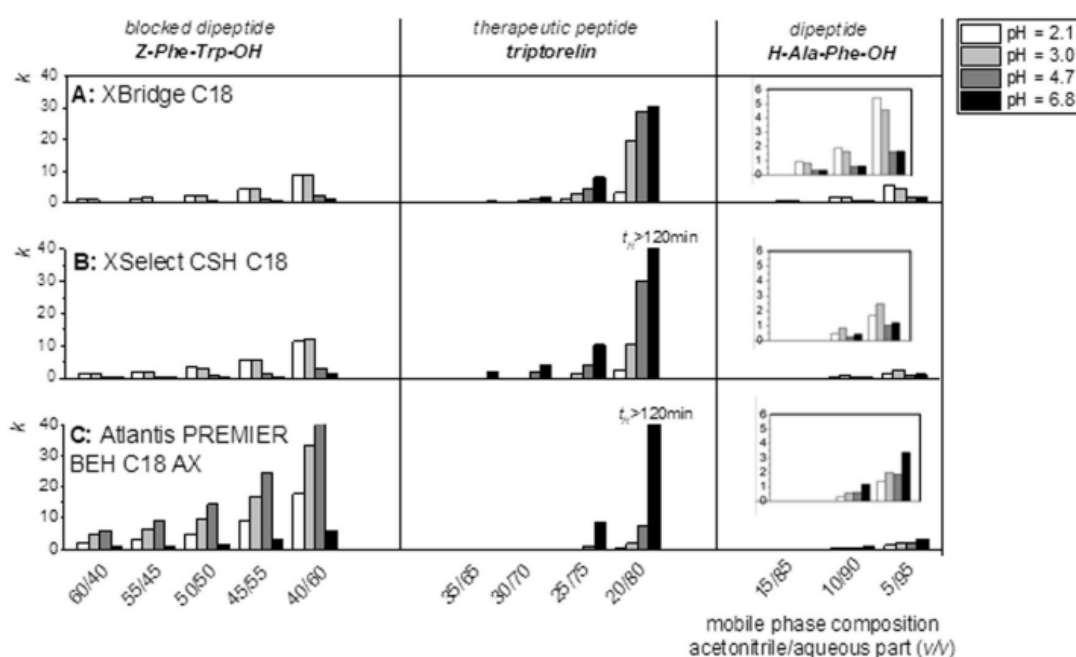 blocked dipeptide
Z-Phe-Trp-OH
therapeutic peptide
triptorelin
dipeptide
H-Ala-Phe-OH
pH = 2.1
pH = 3.0
pH = 4.7
pH = 6.8
k
40
30
20
10
0
A: XBridge C18
6
5
4
3
2
1
0
40
30
20
10
0
B: XSelect CSH C18
tR>120min
6
5
4
3
2
1
0
k
40
30
20
10
0
C: Atlantis PREMIER
BEH C18 AX
tR>120min
6
5
4
3
2
1
0
60/40
55/45
50/50
45/55
40/60
35/65
30/70
25/75
20/80
15/85
10/90
5/95
mobile phase composition
acetonitrile/aqueous part (v/v)